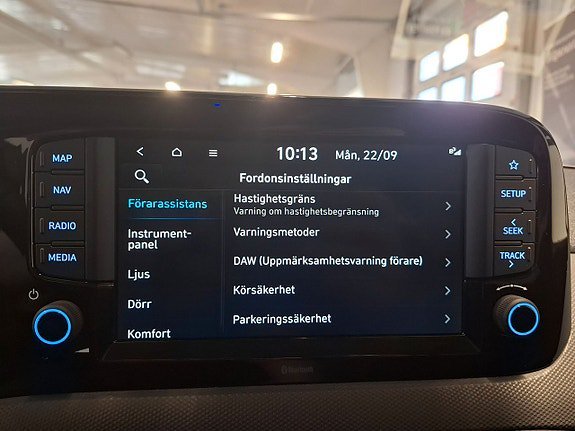 MAP
NAV
RADIO
MEDIA
10:13 Mån, 22/09
Fordonsinställningar
Förarassistans
Instrument-
panel
Ljus
Dörr
Komfort
Hastighetsgräns
Varning om hastighetsbegränsning
Varningsmetoder
DAW (Uppmärksamhetsvarning förare)
Körsäkerhet
Parkeringssäkerhet
SETUP
SEEK
TRACK
Bluetooth